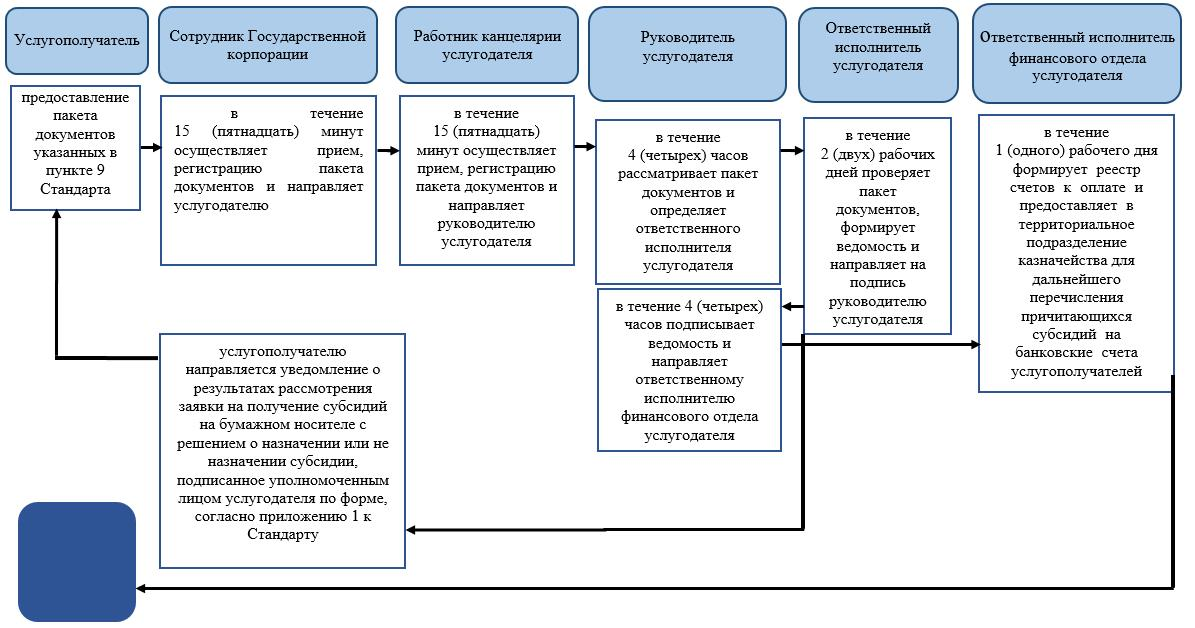 Услугополучатель
Сотрудник Государственной
корпорации
Работник канцелярии
услугодателя
Руководитель
услугодателя
Ответственный
исполнитель
услугодателя
Ответственный исполнитель
финансового отдела
услугодателя
предоставление
пакета
документов
указанных в
пункте 9
Стандарта
в течение
15 (пятнадцать) минут
осуществляет прием,
регистрацию пакета
документов и направляет
услугодателю
в течение
15 (пятнадцать)
минут осуществляет
прием, регистрацию
пакета документов и
направляет
руководителю
услугодателя
в течение
4 (четырех) часов
рассматривает пакет
документов и
определяет
ответственного
исполнителя
услугодателя
в течение
2 (двух) рабочих
дней проверяет
пакет
документов,
формирует
ведомость и
направляет на
подпись
руководителю
услугодателя
в течение
1 (одного) рабочего дня
формирует реестр
счетов к оплате и
предоставляет в
территориальное
подразделение
казначейства для
дальнейшего
перечисления
причитающихся
субсидий на
банковские счета
услугополучателей
в течение 4 (четырех)
часов подписывает
ведомость и
направляет
ответственному
исполнителю
финансового отдела
услугодателя
услугополучателю
направляется уведомление о
результатах рассмотрения
заявки на получение субсидий
на бумажном носителе с
решением о назначении или не
назначении субсидии,
подписанное уполномоченным
лицом услугодателя по форме,
согласно приложению 1 к
Стандарту